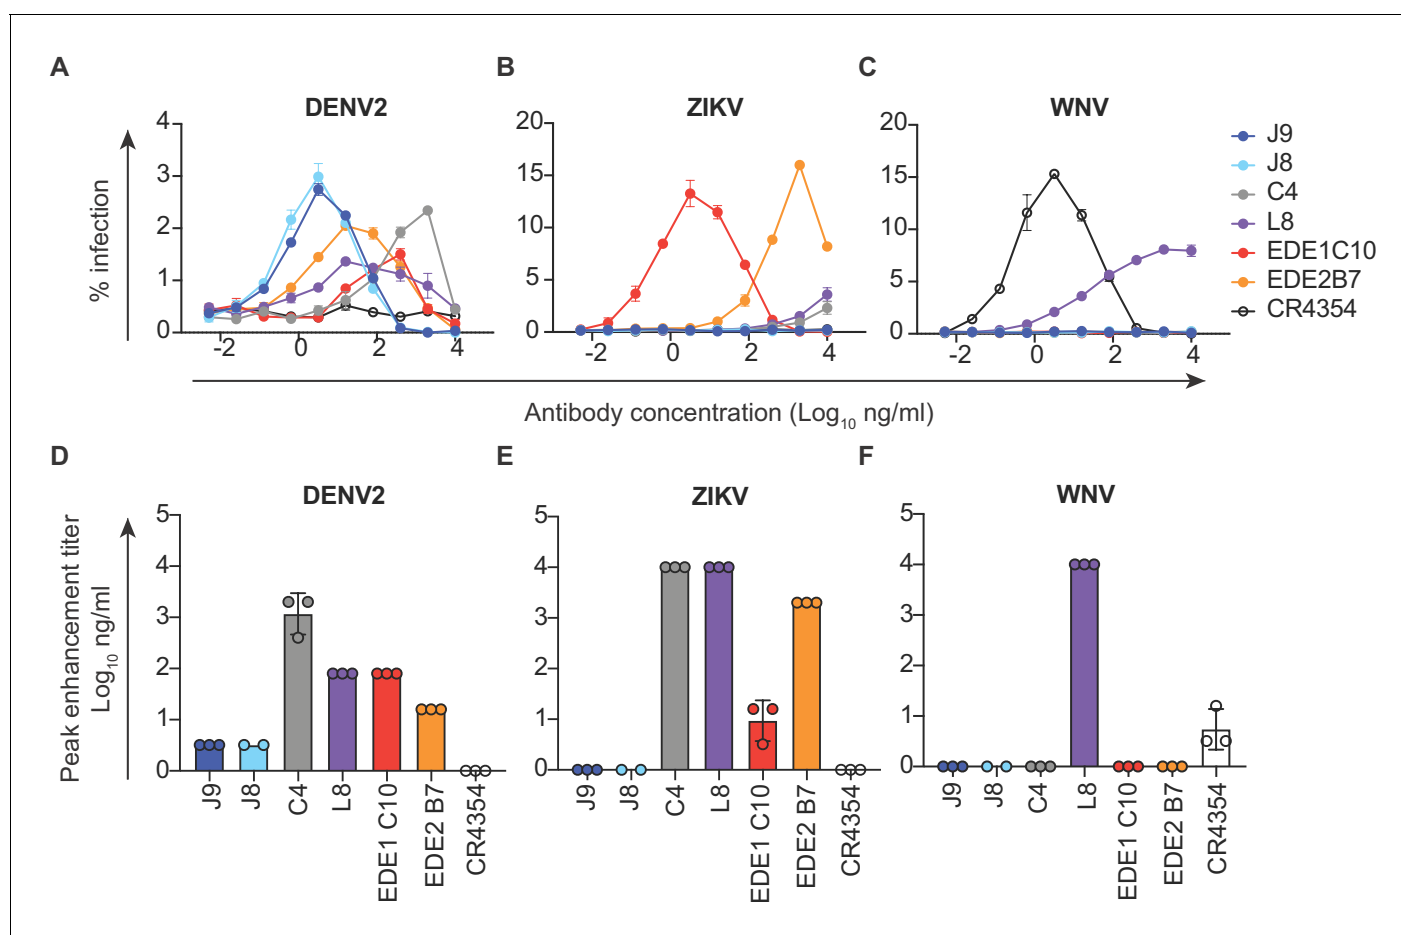 A
B
C
DENV2
ZIKV
WNV
% infection
4
3
2
1
0
-2
0
2
4
20
15
10
5
0
-2
0
2
4
20
15
10
5
0
-2
0
2
4
J9
J8
C4
L8
EDE1C10
EDE2B7
CR4354
Antibody concentration (Log10 ng/ml)
D
E
F
DENV2
ZIKV
WNV
Peak enhancement titer
Log10 ng/ml
5
4
3
2
1
0
J9
J8
C4
L8
EDE1 C10
EDE2 B7
CR4354
5
4
3
2
1
0
J9
J8
C4
L8
EDE1 C10
EDE2 B7
CR4354
5
4
3
2
1
0
J9
J8
C4
L8
EDE1 C10
EDE2 B7
CR4354